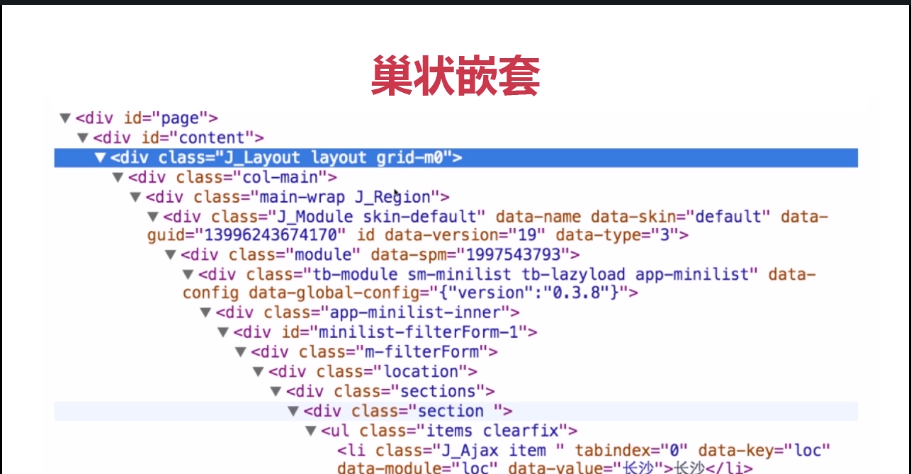 巢状嵌套
<div id="page">
<div id="content">
<div class="J_Layout layout grid-m0">
<div class="col-main">
<div class="main-wrap J_Region">
<div class="J_Module skin-default" data-name data-skin="default" data-
guid="13996243674170" id data-version="19" data-type="3">
<div class="module" data-spm="1997543793">
<div class="tb-module sm-minilist tb-lazyload app-minilist" data-
config data-global-config="{"version":"0.3.8"}">
<div class="app-minilist-inner">
<div id="minilist-filterForm-1">
<div class="m-filterForm">
<div class="location">
<div class="sections">
<div class="section ">
<ul class="items clearfix">
<li class="J_Ajax item " tabindex="0" data-key="loc"
data-module="loc" data-value="长沙">长沙</li>